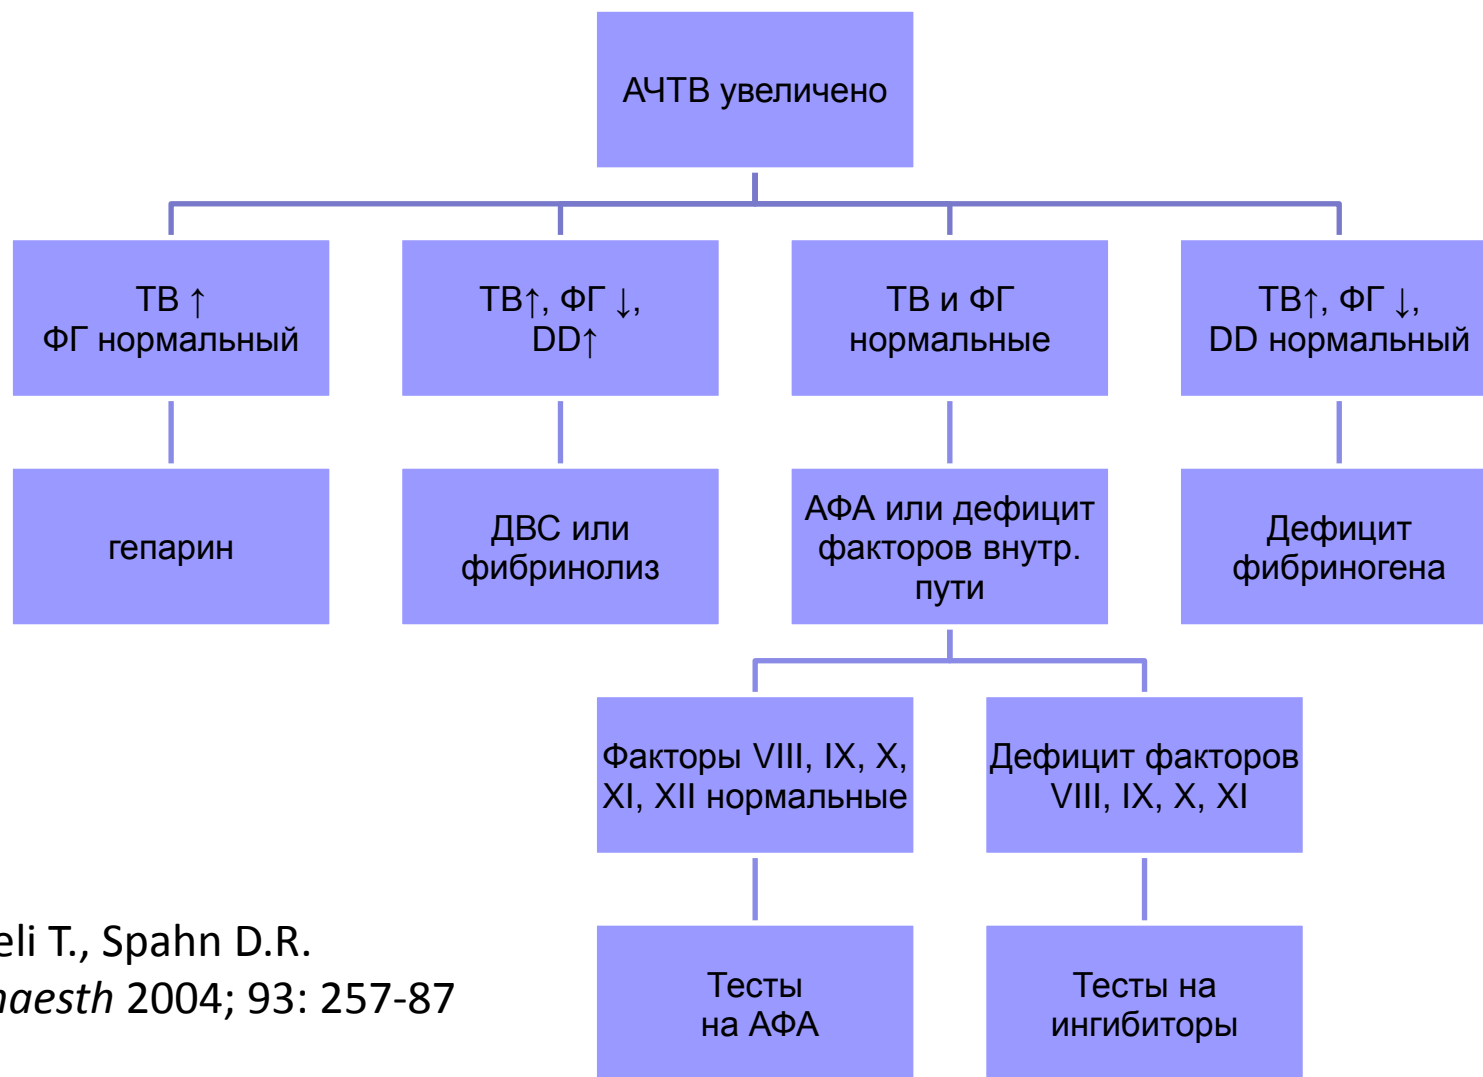 АЧТВ увеличено
ТВ ↑
ФГ нормальный
ТВ↑, ФГ ↓,
DD↑
ТВ и ФГ
нормальные
ТВ↑, ФГ ↓,
DD нормальный
гепарин
ДВС или
фибринолиз
АФА или дефицит
факторов внутр.
пути
Дефицит
фибриногена
Факторы VIII, IX, X,
XI, XII нормальные
Дефицит факторов
VIII, IX, X, XI
Тесты
на АФА
Тесты на
ингибиторы
eli T., Spahn D.R.
naesth 2004; 93: 257-87